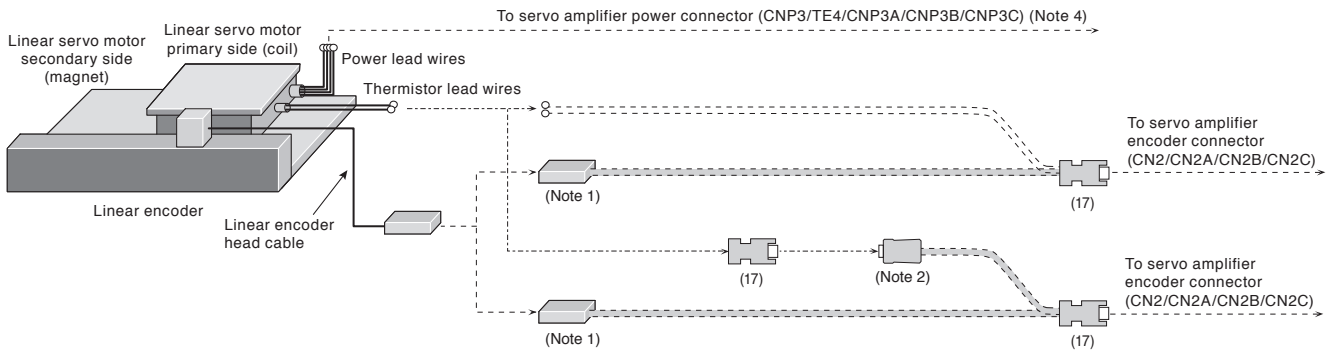 To servo amplifier power connector (CNP3/TE4/CNP3A/CNP3B/CNP3C) (Note 4)
Linear servo motor
secondary side
(magnet)
Linear servo motor
primary side (coil)
Power lead wires
Thermistor lead wires
To servo amplifier
encoder connector
(CN2/CN2A/CN2B/CN2C)
(Note 1)
(17)
Linear encoder
Linear encoder
head cable
(17)
(Note 2)
To servo amplifier
encoder connector
(CN2/CN2A/CN2B/CN2C)
(Note 1)
(17)